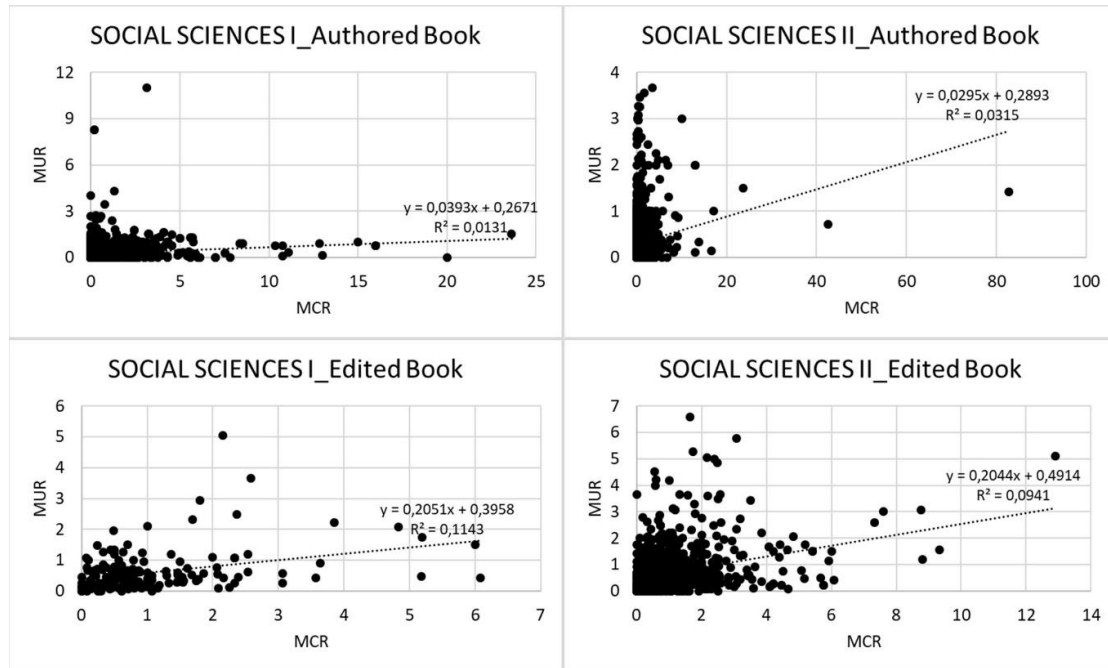 SOCIAL SCIENCES I_Authored Book
12
9
6
3
0
MUR
y = 0,0393x + 0,2671
R² = 0,0131
0 5 10 15 20 25
MCR
SOCIAL SCIENCES II_Authored Book
4
3
2
1
0
MUR
y = 0,0295x + 0,2893
R² = 0,0315
0 20 40 60 80 100
MCR
SOCIAL SCIENCES I_Edited Book
6
5
4
3
2
1
0
MUR
y = 0,2051x + 0,3958
R² = 0,1143
0 1 2 3 4 5 6 7
MCR
SOCIAL SCIENCES II_Edited Book
7
6
5
4
3
2
1
0
MUR
y = 0,2044x + 0,4914
R² = 0,0941
0 2 4 6 8 10 12 14
MCR